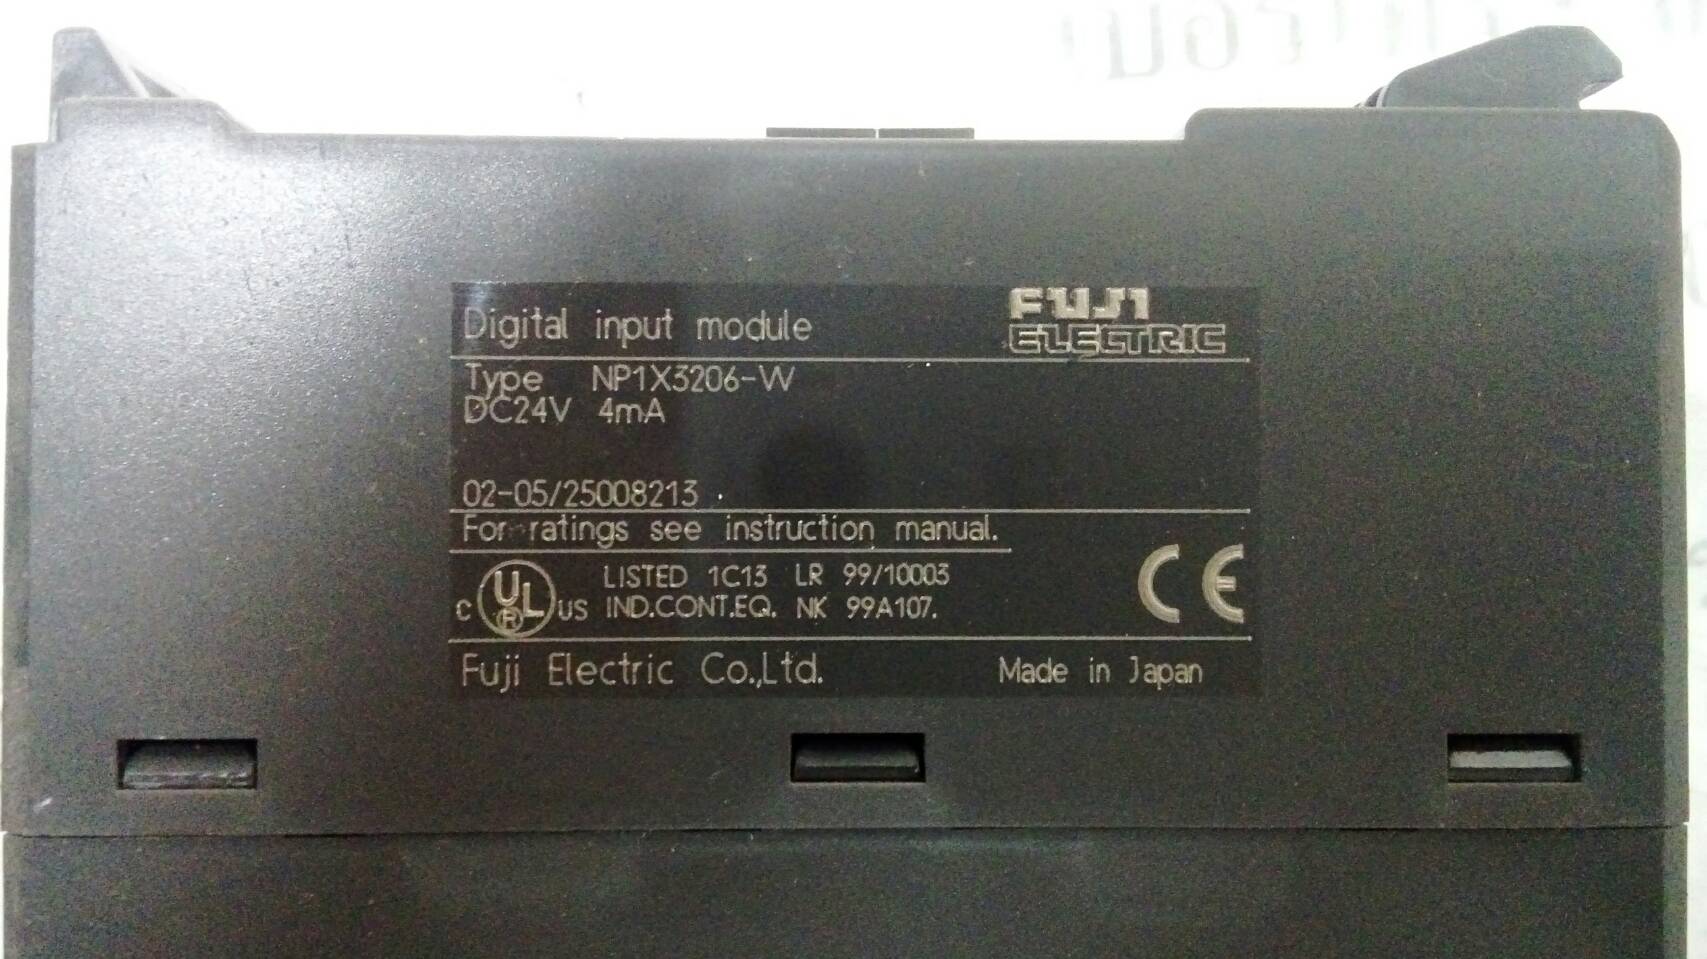 Digital input module
FUJI
ELECTRIC
Type NP1X3206-W
DC24V 4mA
02-05/25008213
For ratings see instruction manual.
C UL® US LISTED 1C13 LR 99/10003
IND.CONT.EQ. NK 99A107.
CE
Fuji Electric Co.,Ltd. Made in Japan